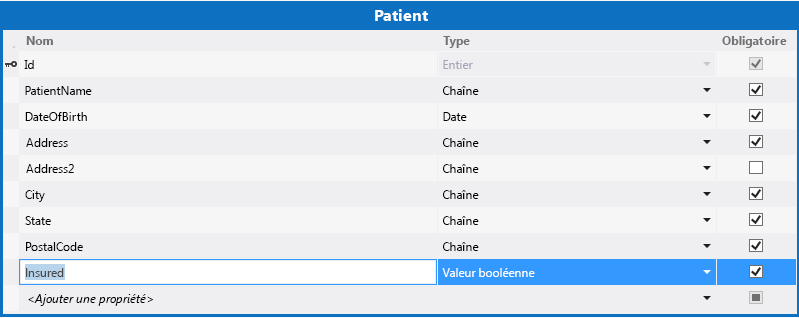 Patient
Nom Type Obligatoire
Id Entier
PatientName Chaîne
DateOfBirth Date
Address Chaîne
Address2 Chaîne
City Chaîne
State Chaîne
PostalCode Chaîne
Insured Valeur booléenne
<Ajouter une propriété>